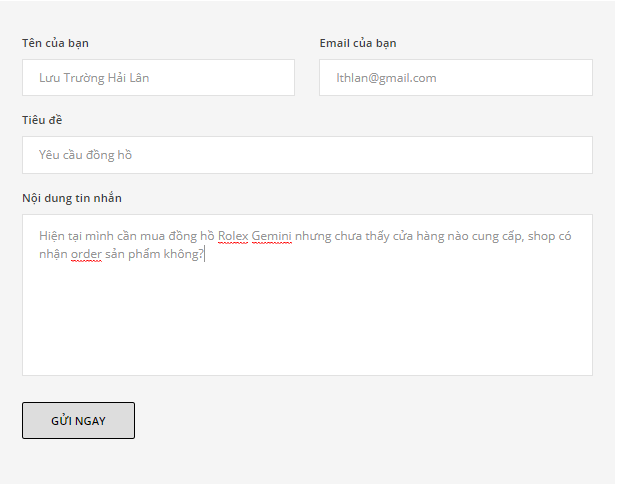 Tên của bạn
Email của bạn
Lưu Trường Hải Lân
lthlan@gmail.com
Tiêu đề
Yêu cầu đồng hồ
Nội dung tin nhắn
Hiện tại mình cần mua đồng hồ Rolex Gemini nhưng chưa thấy cửa hàng nào cung cấp, shop có
nhận order sản phẩm không?
GỬI NGAY